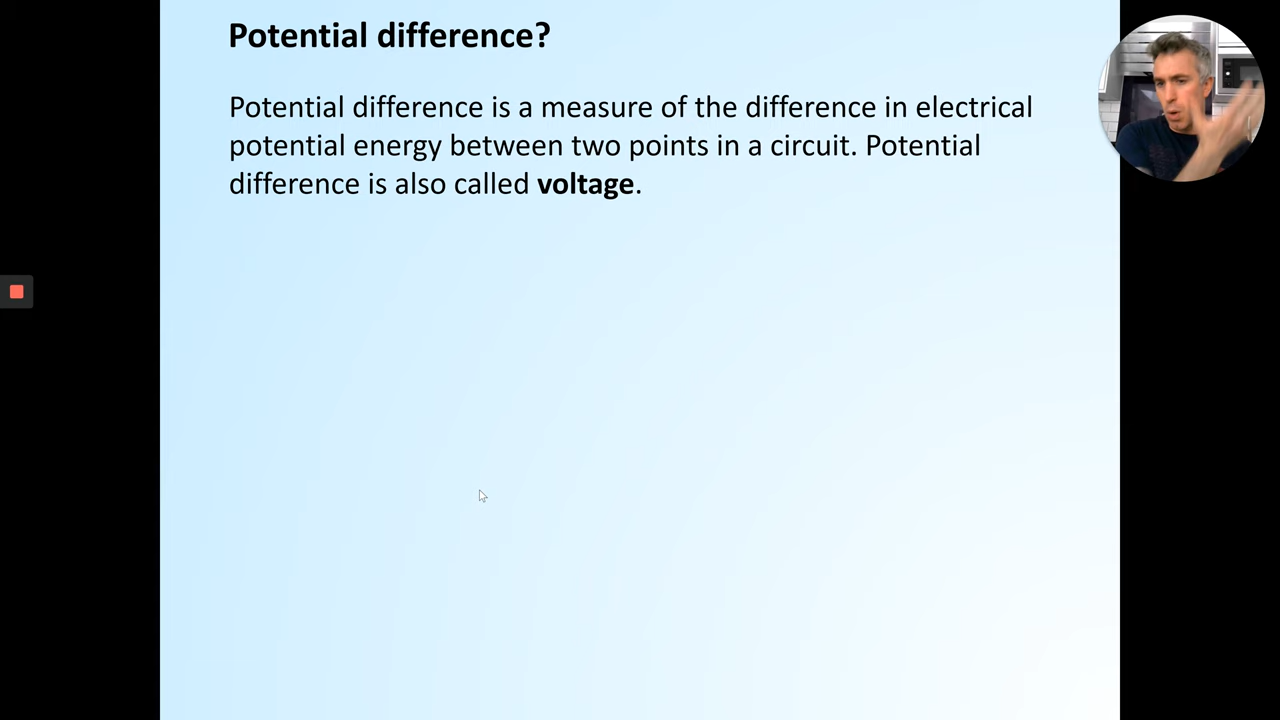 Potential difference?
Potential difference is a measure of the difference in electrical
potential energy between two points in a circuit. Potential
difference is also called voltage.